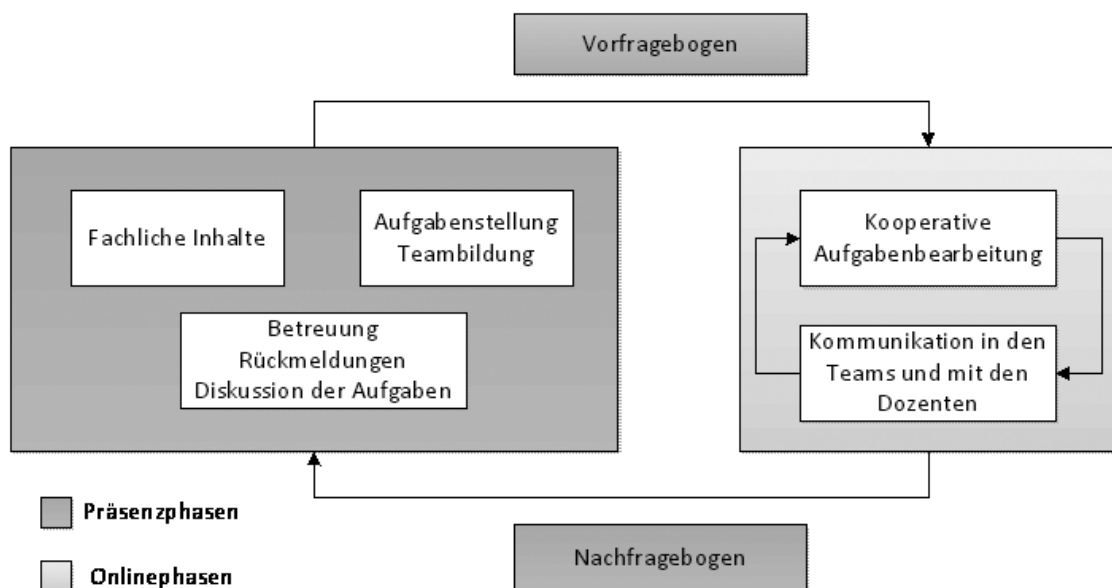 Vorfragebogen
Fachliche Inhalte
Aufgabenstellung
Teambildung
Betreuung
Rückmeldungen
Diskussion der Aufgaben
Kooperative
Aufgabenbearbeitung
Kommunikation in den
Teams und mit den
Dozenten
Präsenzphasen
Onlinephasen
Nachfragebogen